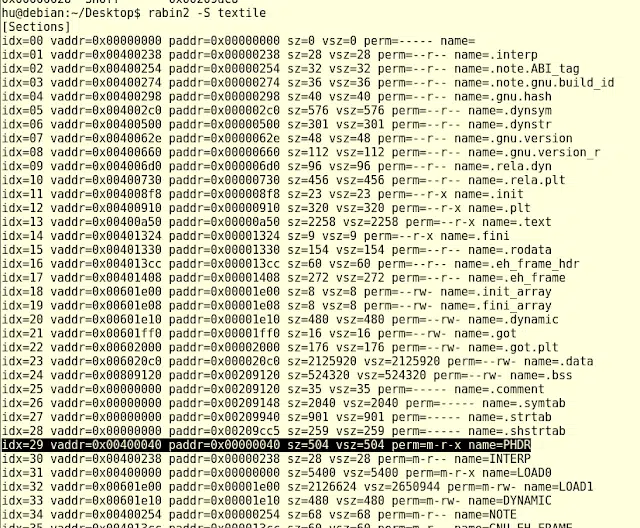 hu@debian:~/Desktop$ rabin2 -S textile
[Sections]
idx=00 vaddr=0x00000000 paddr=0x00000000 sz=0 vsz=0 perm=----- name=
idx=01 vaddr=0x00400238 paddr=0x00000238 sz=28 vsz=28 perm=--r-- name=.interp
idx=02 vaddr=0x00400254 paddr=0x00000254 sz=32 vsz=32 perm=--r-- name=.note.ABI_tag
idx=03 vaddr=0x00400274 paddr=0x00000274 sz=36 vsz=36 perm=--r-- name=.note.gnu.build_id
idx=04 vaddr=0x00400298 paddr=0x00000298 sz=40 vsz=40 perm=--r-- name=.gnu.hash
idx=05 vaddr=0x004002c0 paddr=0x000002c0 sz=576 vsz=576 perm=--r-- name=.dynsym
idx=06 vaddr=0x00400500 paddr=0x00000500 sz=301 vsz=301 perm=--r-- name=.dynstr
idx=07 vaddr=0x0040062e paddr=0x0000062e sz=48 vsz=48 perm=--r-- name=.gnu.version
idx=08 vaddr=0x00400660 paddr=0x00000660 sz=112 vsz=112 perm=--r-- name=.gnu.version_r
idx=09 vaddr=0x004006d0 paddr=0x000006d0 sz=96 vsz=96 perm=--r-- name=.rela.dyn
idx=10 vaddr=0x00400730 paddr=0x00000730 sz=456 vsz=456 perm=--r-- name=.rela.plt
idx=11 vaddr=0x004008f8 paddr=0x000008f8 sz=23 vsz=23 perm=--r-x name=.init
idx=12 vaddr=0x00400910 paddr=0x00000910 sz=320 vsz=320 perm=--r-x name=.plt
idx=13 vaddr=0x00400a50 paddr=0x00000a50 sz=2258 vsz=2258 perm=--r-x name=.text
idx=14 vaddr=0x00401324 paddr=0x00001324 sz=9 vsz=9 perm=--r-x name=.fini
idx=15 vaddr=0x00401330 paddr=0x00001330 sz=154 vsz=154 perm=--r-- name=.rodata
idx=16 vaddr=0x004013cc paddr=0x000013cc sz=60 vsz=60 perm=--r-- name=.eh_frame_hdr
idx=17 vaddr=0x00401408 paddr=0x00001408 sz=272 vsz=272 perm=--r-- name=.eh_frame
idx=18 vaddr=0x00601e00 paddr=0x00001e00 sz=8 vsz=8 perm=--rw- name=.init_array
idx=19 vaddr=0x00601e08 paddr=0x00001e08 sz=8 vsz=8 perm=--rw- name=.fini_array
idx=20 vaddr=0x00601e10 paddr=0x00001e10 sz=480 vsz=480 perm=--rw- name=.dynamic
idx=21 vaddr=0x00601ff0 paddr=0x00001ff0 sz=16 vsz=16 perm=--rw- name=.got
idx=22 vaddr=0x00602000 paddr=0x00002000 sz=176 vsz=176 perm=--rw- name=.got.plt
idx=23 vaddr=0x006020c0 paddr=0x000020c0 sz=2125920 vsz=2125920 perm=--rw- name=.data
idx=24 vaddr=0x00809120 paddr=0x00209120 sz=524320 vsz=524320 perm=--rw- name=.bss
idx=25 vaddr=0x00000000 paddr=0x00209120 sz=35 vsz=35 perm=----- name=.comment
idx=26 vaddr=0x00000000 paddr=0x00209148 sz=2040 vsz=2040 perm=----- name=.symtab
idx=27 vaddr=0x00000000 paddr=0x00209940 sz=901 vsz=901 perm=----- name=.strtab
idx=28 vaddr=0x00000000 paddr=0x00209cc5 sz=259 vsz=259 perm=----- name=.shstrtab
idx=29 vaddr=0x00400040 paddr=0x00000040 sz=504 vsz=504 perm=m-r-x name=PHDR
idx=30 vaddr=0x00400238 paddr=0x00000238 sz=28 vsz=28 perm=m-r-- name=INTERP
idx=31 vaddr=0x00400000 paddr=0x00000000 sz=5400 vsz=5400 perm=m-r-x name=LOAD0
idx=32 vaddr=0x00601e00 paddr=0x00001e00 sz=2126624 vsz=2650944 perm=m-rw- name=LOAD1
idx=33 vaddr=0x00601e10 paddr=0x00001e10 sz=480 vsz=480 perm=m-rw- name=DYNAMIC
idx=34 vaddr=0x00400254 paddr=0x00000254 sz=68 vsz=68 perm=m-r-- name=NOTE